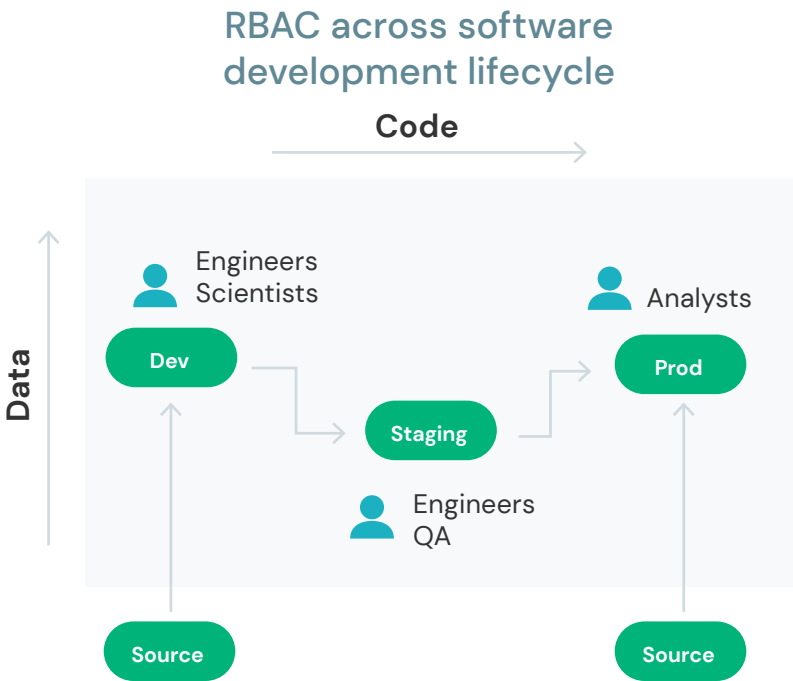 RBAC across software
development lifecycle
Code
Data
Engineers
Scientists
Analysts
Dev
Prod
Staging
Engineers
QA
Source
Source